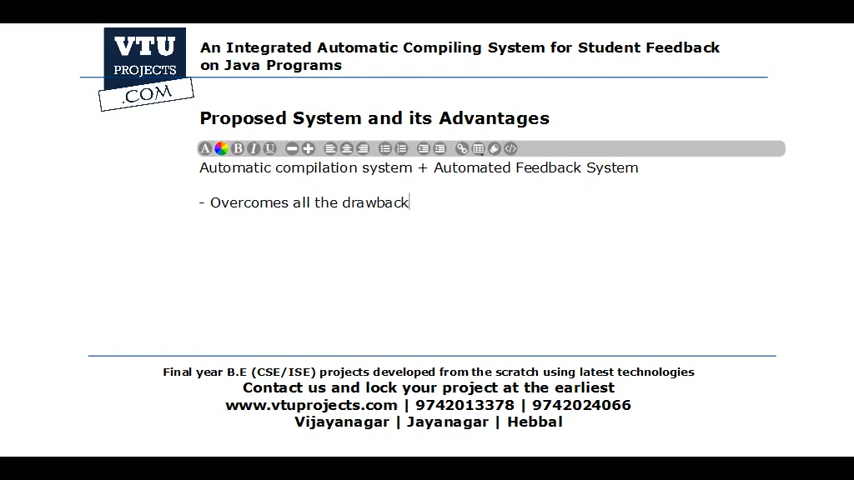 VTU
PROJECTS
.COM
An Integrated Automatic Compiling System for Student Feedback
on Java Programs
Proposed System and its Advantages
A B I U
Automatic compilation system + Automated Feedback System
- Overcomes all the drawback
Final year B.E (CSE/ISE) projects developed from the scratch using latest technologies
Contact us and lock your project at the earliest
www.vtuprojects.com | 9742013378 | 9742024066
Vijayanagar | Jayanagar | Hebbal